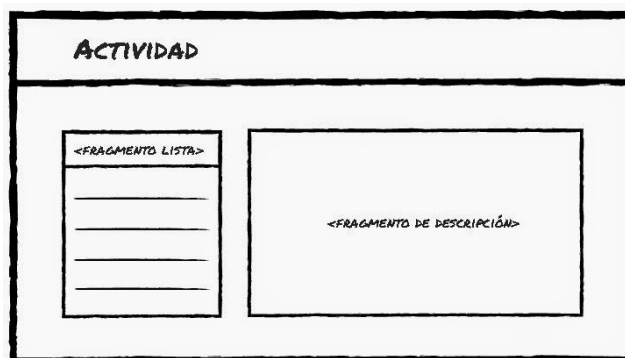 ACTIVIDAD
<FRAGMENTO LISTA>
<FRAGMENTO DE DESCRIPCIÓN>